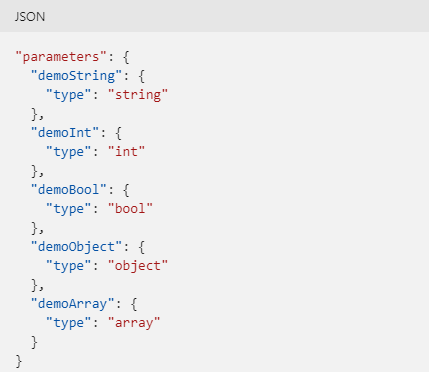 JSON
"parameters": {
  "demoString": {
    "type": "string"
  },
  "demoInt": {
    "type": "int"
  },
  "demoBool": {
    "type": "bool"
  },
  "demoObject": {
    "type": "object"
  },
  "demoArray": {
    "type": "array"
  }
}